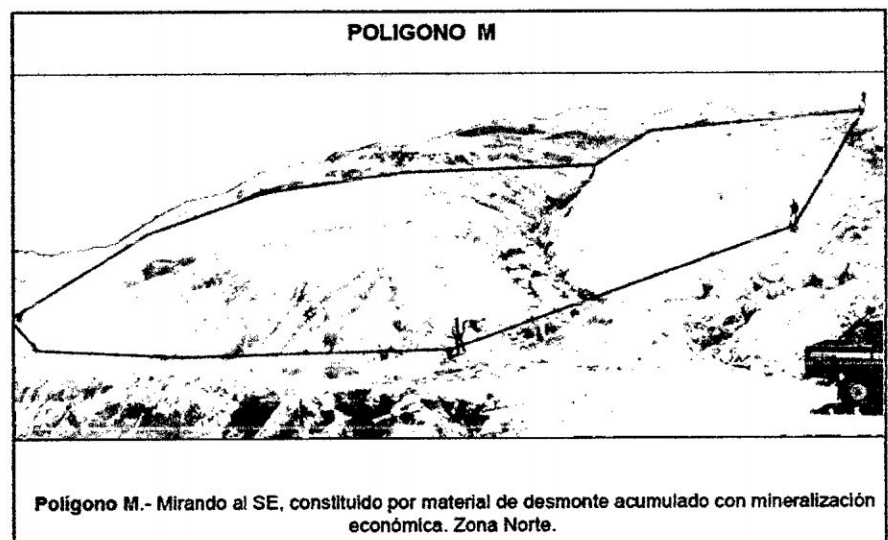 POLIGONO M
Polígono M.- Mirando al SE, constituido por material de desmonte acumulado con mineralización
económica. Zona Norte.